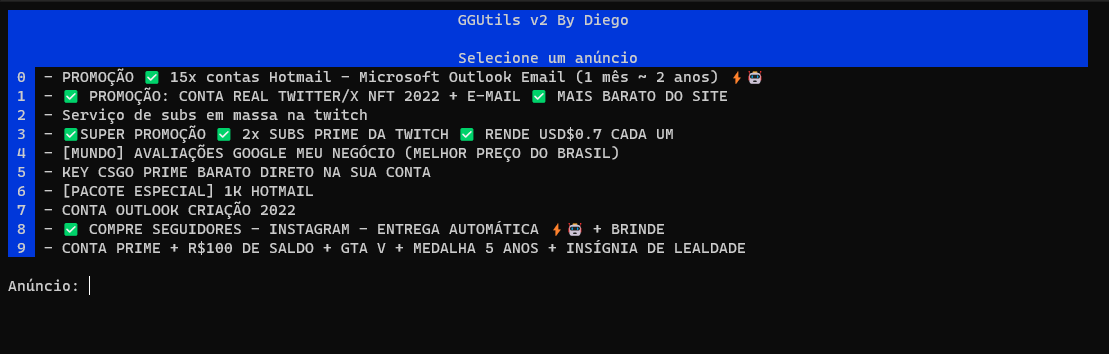 GGUtils v2 By Diego
Selecione um anúncio
0 - PROMOÇÃO ✅ 15x contas Hotmail - Microsoft Outlook Email (1 mês ~ 2 anos) ⚡🤖
1 - ✅ PROMOÇÃO: CONTA REAL TWITTER/X NFT 2022 + E-MAIL ✅ MAIS BARATO DO SITE
2 - Serviço de subs em massa na twitch
3 - ✅SUPER PROMOÇÃO ✅ 2x SUBS PRIME DA TWITCH ✅ RENDE USD$0.7 CADA UM
4 - [MUNDO] AVALIAÇÕES GOOGLE MEU NEGÓCIO (MELHOR PREÇO DO BRASIL)
5 - KEY CSGO PRIME BARATO DIRETO NA SUA CONTA
6 - [PACOTE ESPECIAL] 1K HOTMAIL
7 - CONTA OUTLOOK CRIAÇÃO 2022
8 - ✅ COMPRE SEGUIDORES - INSTAGRAM - ENTREGA AUTOMÁTICA ⚡🤖 + BRINDE
9 - CONTA PRIME + R$100 DE SALDO + GTA V + MEDALHA 5 ANOS + INSÍGNIA DE LEALDADE
Anúncio: